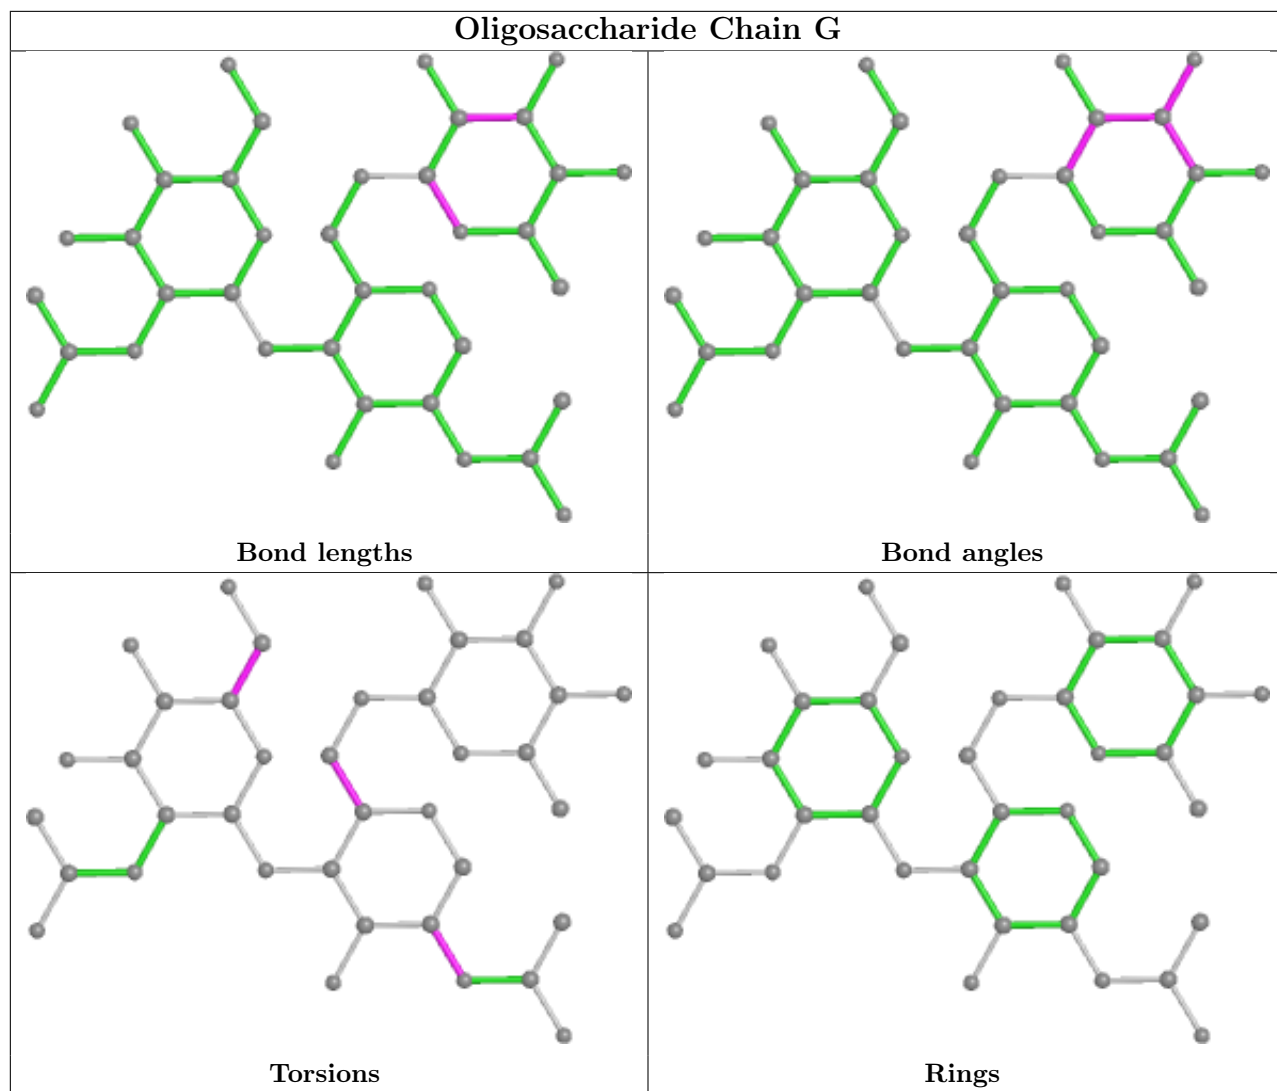 Oligosaccharide Chain G
Bond lengths
Bond angles
Torsions
Rings